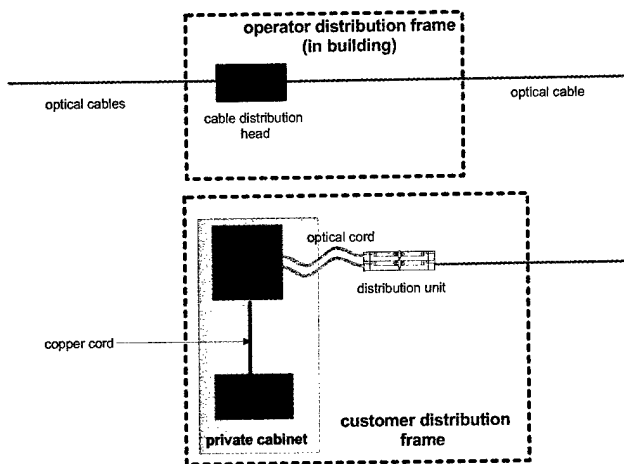 operator distribution frame
(in building)
optical cables
optical cable
cable distribution
head
optical cord
distribution unit
copper cord
private cabinet
customer distribution
frame